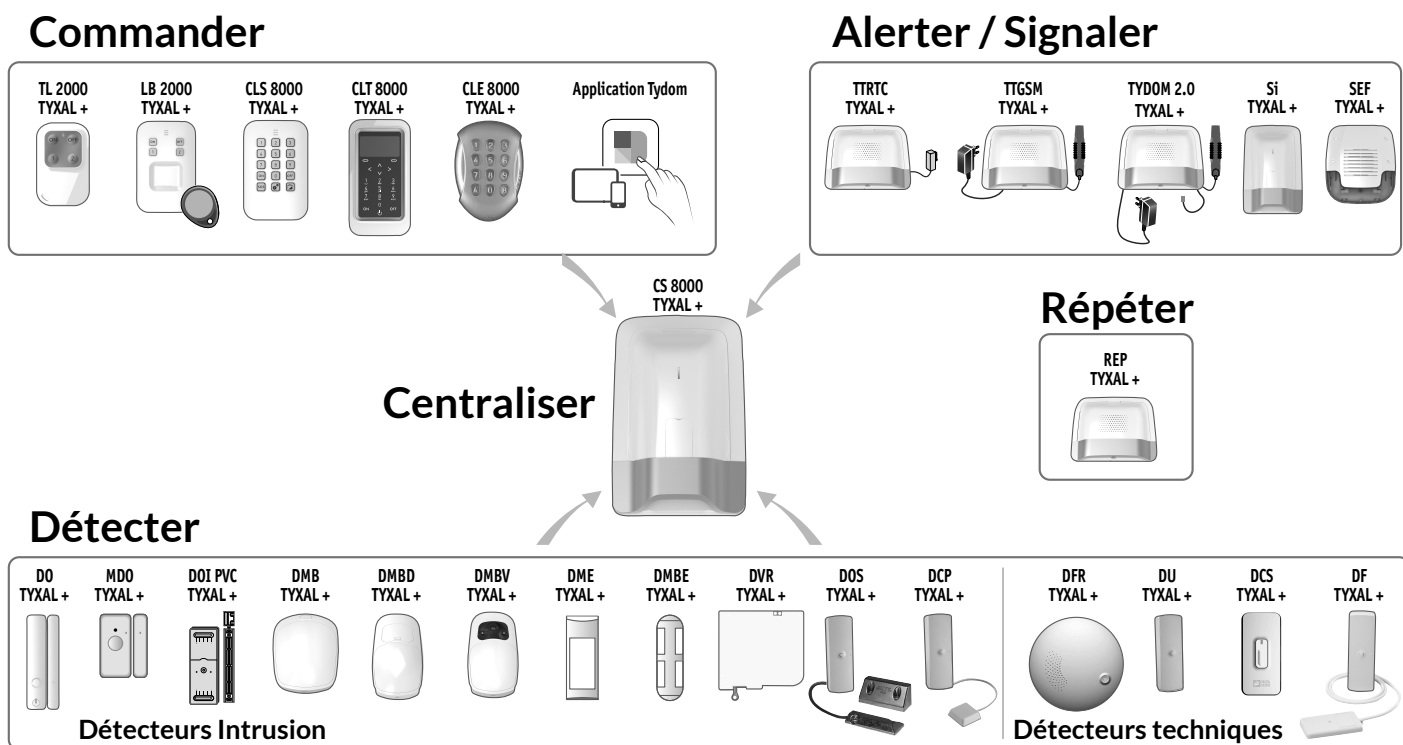 Commander
TL 2000
TYXAL +
LB 2000
TYXAL +
CLS 8000
TYXAL +
CLT 8000
TYXAL +
CLE 8000
TYXAL +
Application Tydom
Alerter / Signaler
TTRTC
TYXAL +
TTGSM
TYXAL +
TYDOM 2.0
TYXAL +
Si
TYXAL +
SEF
TYXAL +
CS 8000
TYXAL +
Centraliser
Répéter
REP
TYXAL +
Détecter
DO
TYXAL +
MDO
TYXAL +
DOI PVC
TYXAL +
DMB
TYXAL +
DMBD
TYXAL +
DMBV
TYXAL +
DME
TYXAL +
DMBE
TYXAL +
DVR
TYXAL +
DOS
TYXAL +
DCP
TYXAL +
DFR
TYXAL +
DU
TYXAL +
DCS
TYXAL +
DF
TYXAL +
Détecteurs Intrusion
Détecteurs techniques